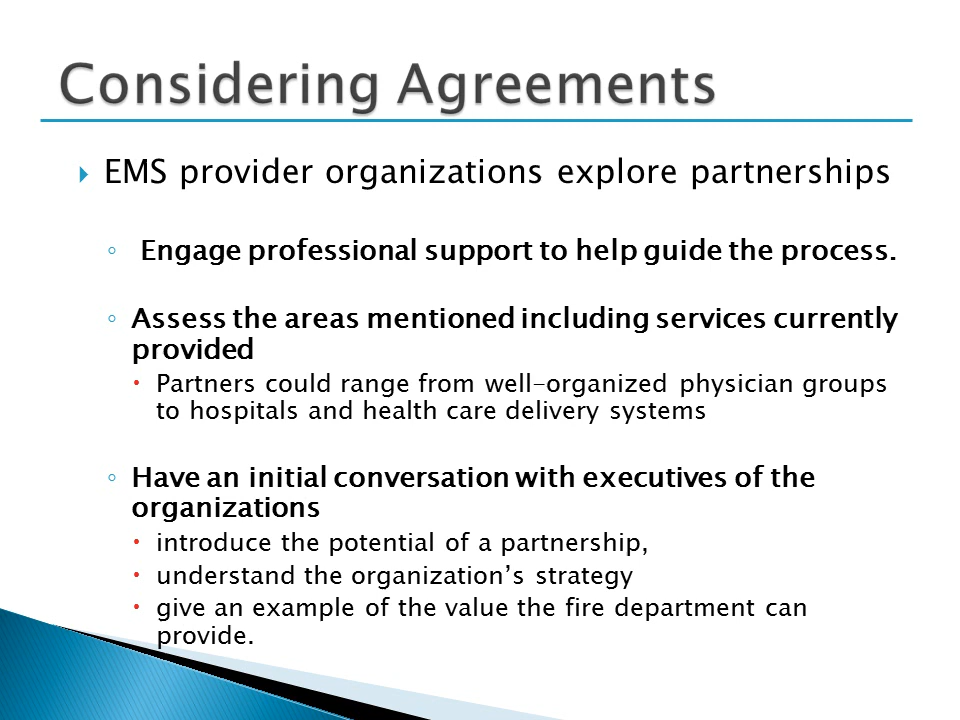 Considering Agreements
EMS provider organizations explore partnerships
Engage professional support to help guide the process.
Assess the areas mentioned including services currently
provided
Partners could range from well-organized physician groups
to hospitals and health care delivery systems
Have an initial conversation with executives of the
organizations
introduce the potential of a partnership,
understand the organization’s strategy
give an example of the value the fire department can
provide.